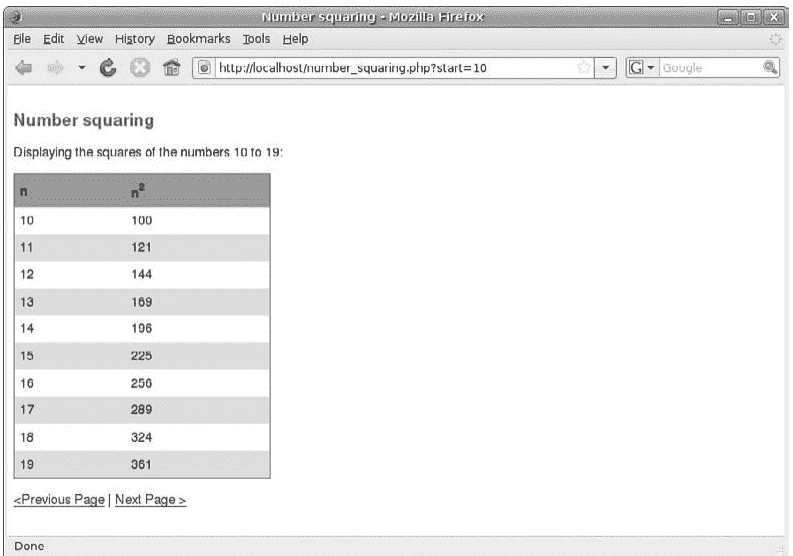 Number squaring - Mozilla Firefox
File Edit View History Bookmarks Tools Help
http://localhost/number_squaring.php?start=10
G Google
Number squaring
Displaying the squares of the numbers 10 to 19:
n n²
10 100
11 121
12 144
13 169
14 196
15 225
16 256
17 289
18 324
19 361
<Previous Page | Next Page >
Done